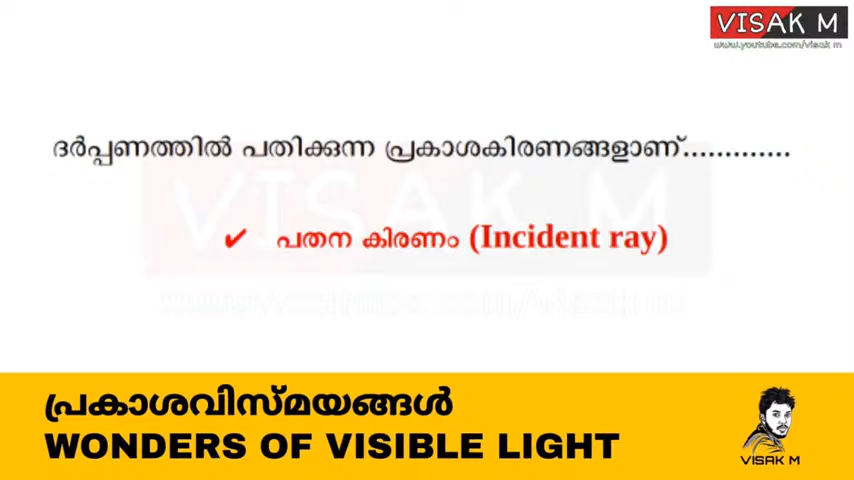 VISAK M
www.youtube.com/visak m
ദർപ്പണത്തിൽ പതിക്കുന്ന പ്രകാശകിരണങ്ങളാണ്.............
✔ പതന കിരണം (Incident ray)
പ്രകാശവിസ്മയങ്ങൾ
WONDERS OF VISIBLE LIGHT
VISAK M